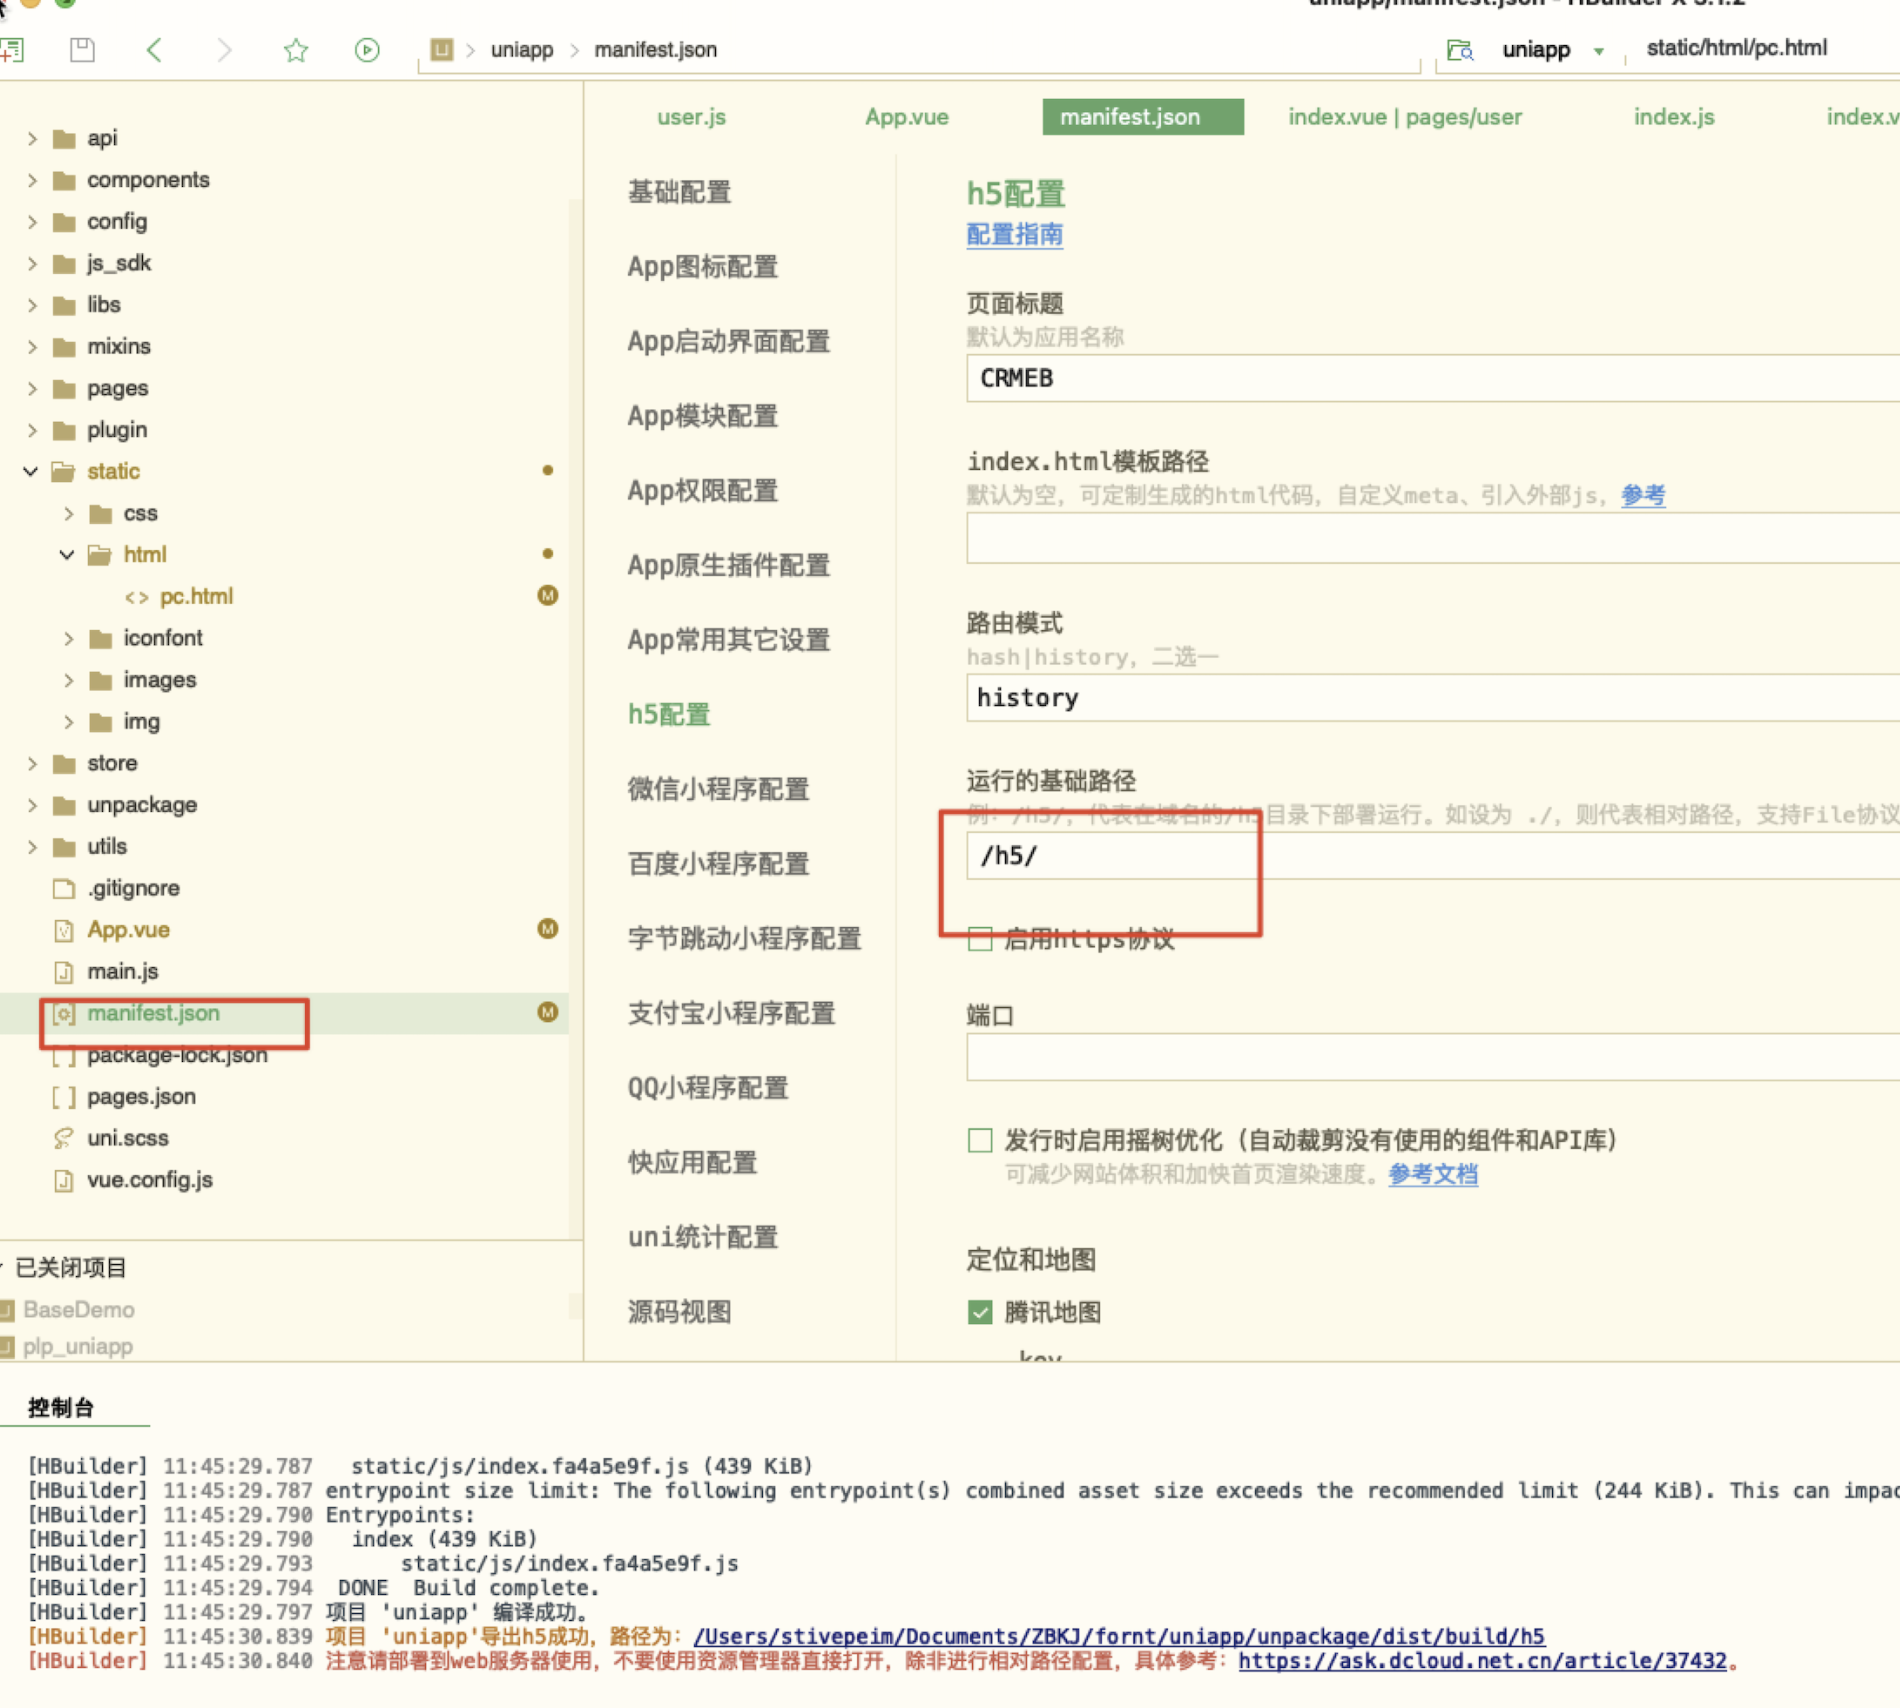 uniapp/manifest.json - HBuilder X 3.1.2
uniapp
manifest.json
uniapp
static/html/pc.html
user.js
App.vue
manifest.json
index.vue | pages/user
index.js
index.v
api
components
config
js_sdk
libs
mixins
pages
plugin
static
css
html
<> pc.html
M
iconfont
images
img
store
unpackage
utils
.gitignore
App.vue
M
main.js
manifest.json
M
package-lock.json
pages.json
uni.scss
vue.config.js
已关闭项目
BaseDemo
plp_uniapp
基础配置
App图标配置
App启动界面配置
App模块配置
App权限配置
App原生插件配置
App常用其它设置
h5配置
微信小程序配置
百度小程序配置
字节跳动小程序配置
支付宝小程序配置
QQ小程序配置
快应用配置
uni统计配置
源码视图
h5配置
配置指南
页面标题
默认为应用名称
CRMEB
index.html模板路径
默认为空，可定制生成的html代码，自定义meta、引入外部js，参考
路由模式
hash|history，二选一
history
运行的基础路径
例：/h5/，代表在域名的/h5目录下部署运行。如设为 ./，则代表相对路径，支持File协议
/h5/
启用https协议
端口
发行时启用摇树优化（自动裁剪没有使用的组件和API库）
可减少网站体积和加快首页渲染速度。参考文档
定位和地图
腾讯地图
key
控制台
[HBuilder] 11:45:29.787   static/js/index.fa4a5e9f.js (439 KiB)
[HBuilder] 11:45:29.787 entrypoint size limit: The following entrypoint(s) combined asset size exceeds the recommended limit (244 KiB). This can impac
[HBuilder] 11:45:29.790 Entrypoints:
[HBuilder] 11:45:29.790   index (439 KiB)
[HBuilder] 11:45:29.793       static/js/index.fa4a5e9f.js
[HBuilder] 11:45:29.794  DONE  Build complete.
[HBuilder] 11:45:29.797 项目 'uniapp' 编译成功。
[HBuilder] 11:45:30.839 项目 'uniapp'导出h5成功，路径为：/Users/stivepeim/Documents/ZBKJ/fornt/uniapp/unpackage/dist/build/h5
[HBuilder] 11:45:30.840 注意请部署到web服务器使用，不要使用资源管理器直接打开，除非进行相对路径配置，具体参考：https://ask.dcloud.net.cn/article/37432。